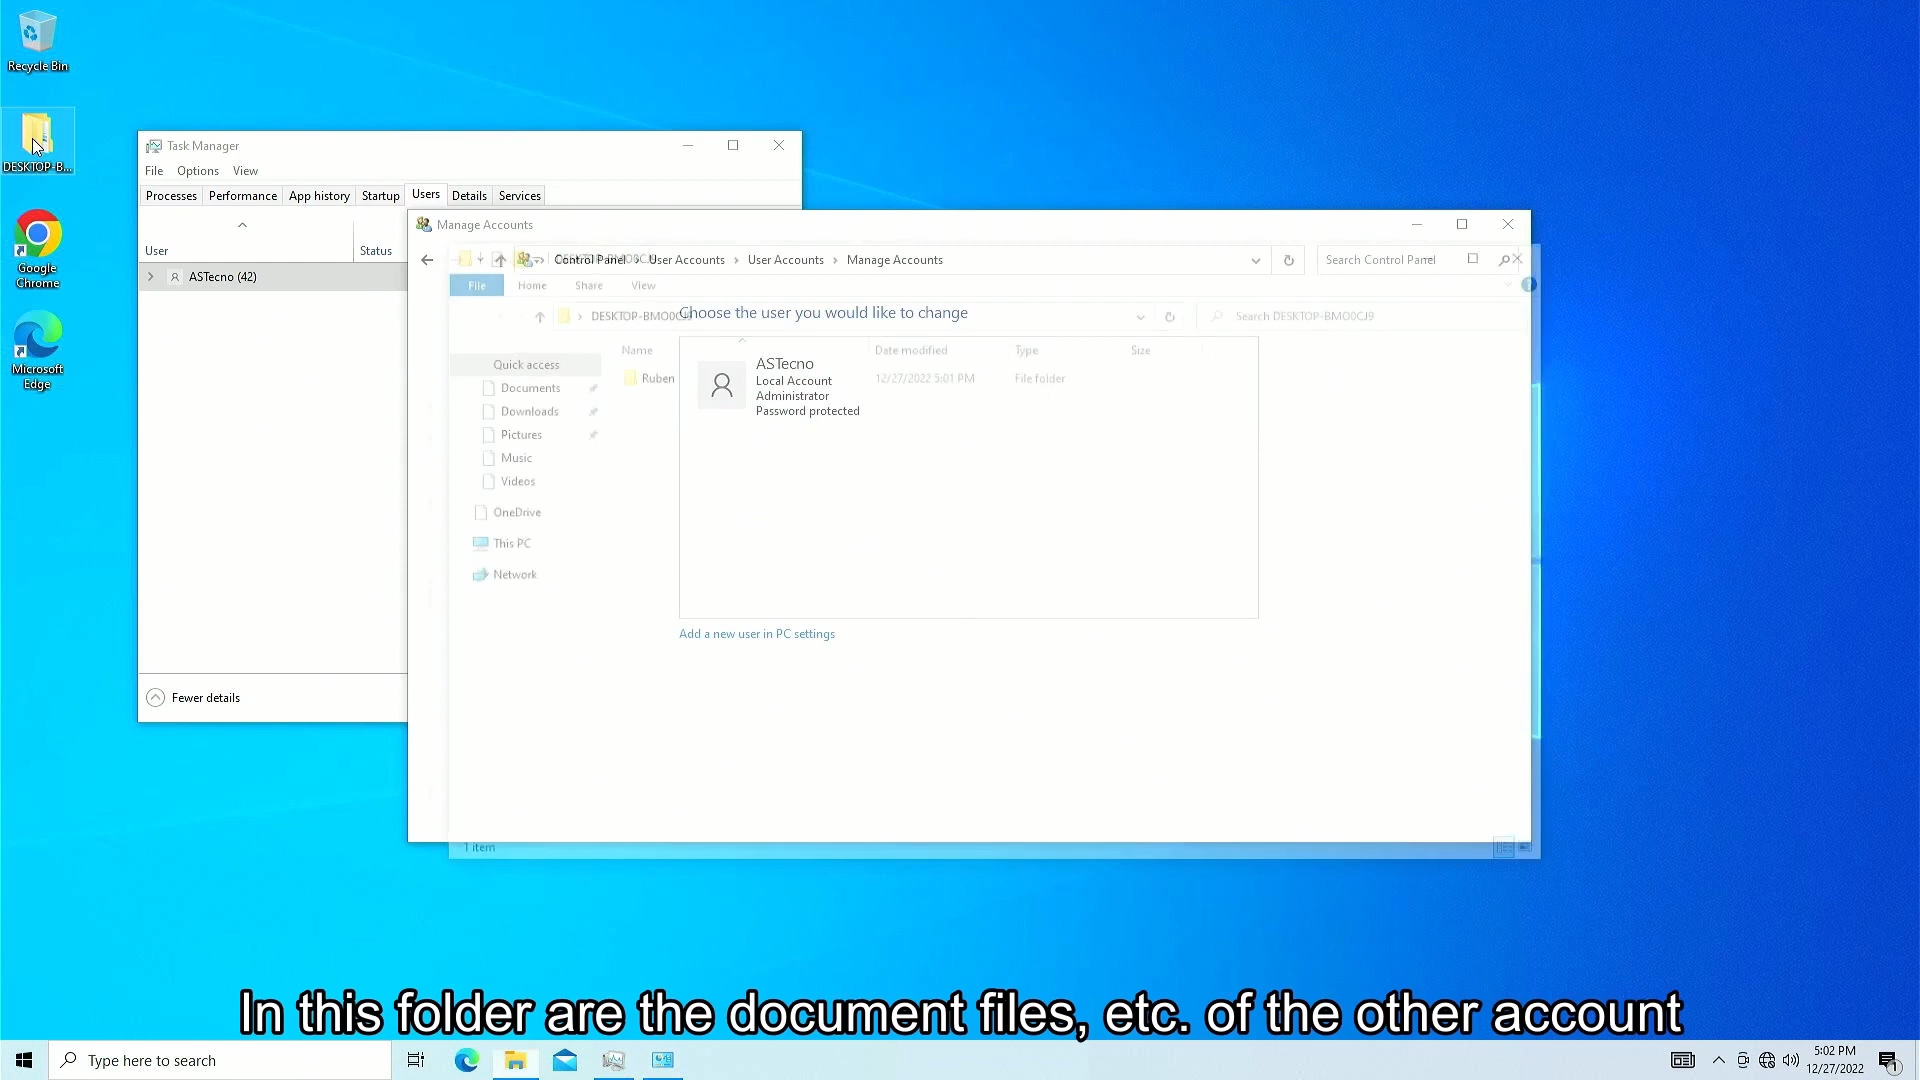 Recycle Bin
DESKTOP-B...
Google
Chrome
Microsoft
Edge
Task Manager
File Options View
Processes Performance App history Startup Users Details Services
User Status
ASTecno (42)
Fewer details
Manage Accounts
Control Panel User Accounts User Accounts Manage Accounts
Search Control Panel
File Home Share View
DESKTOP-BMO0CJ9
Search DESKTOP-BMO0CJ9
Choose the user you would like to change
Name Date modified Type Size
Ruben 12/27/2022 5:01 PM File folder
ASTecno
Local Account
Administrator
Password protected
Quick access
Documents
Downloads
Pictures
Music
Videos
OneDrive
This PC
Network
Add a new user in PC settings
1 item
In this folder are the document files, etc. of the other account
Type here to search
5:02 PM
12/27/2022
1